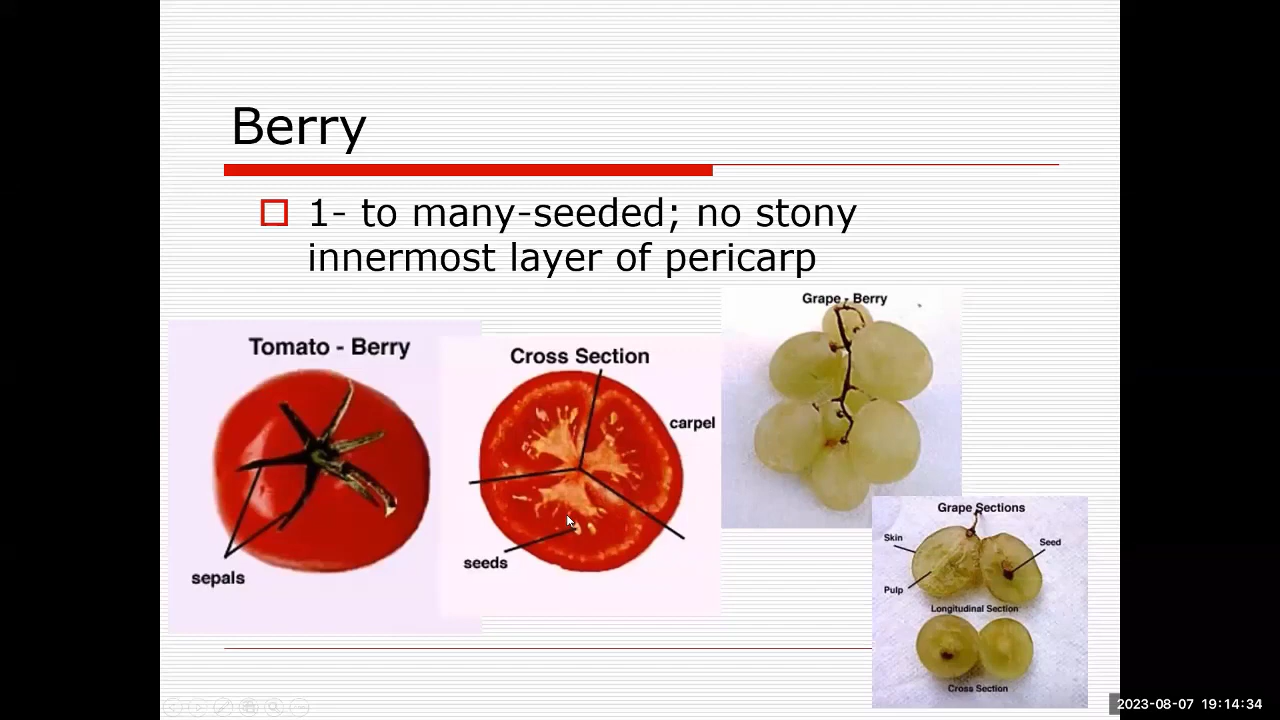 Berry
1- to many-seeded; no stony
innermost layer of pericarp
Tomato - Berry
sepals
Cross Section
carpel
seeds
Grape - Berry
Grape Sections
Skin
Seed
Pulp
Longitudinal Section
Cross Section
2023-08-07 19:14:34